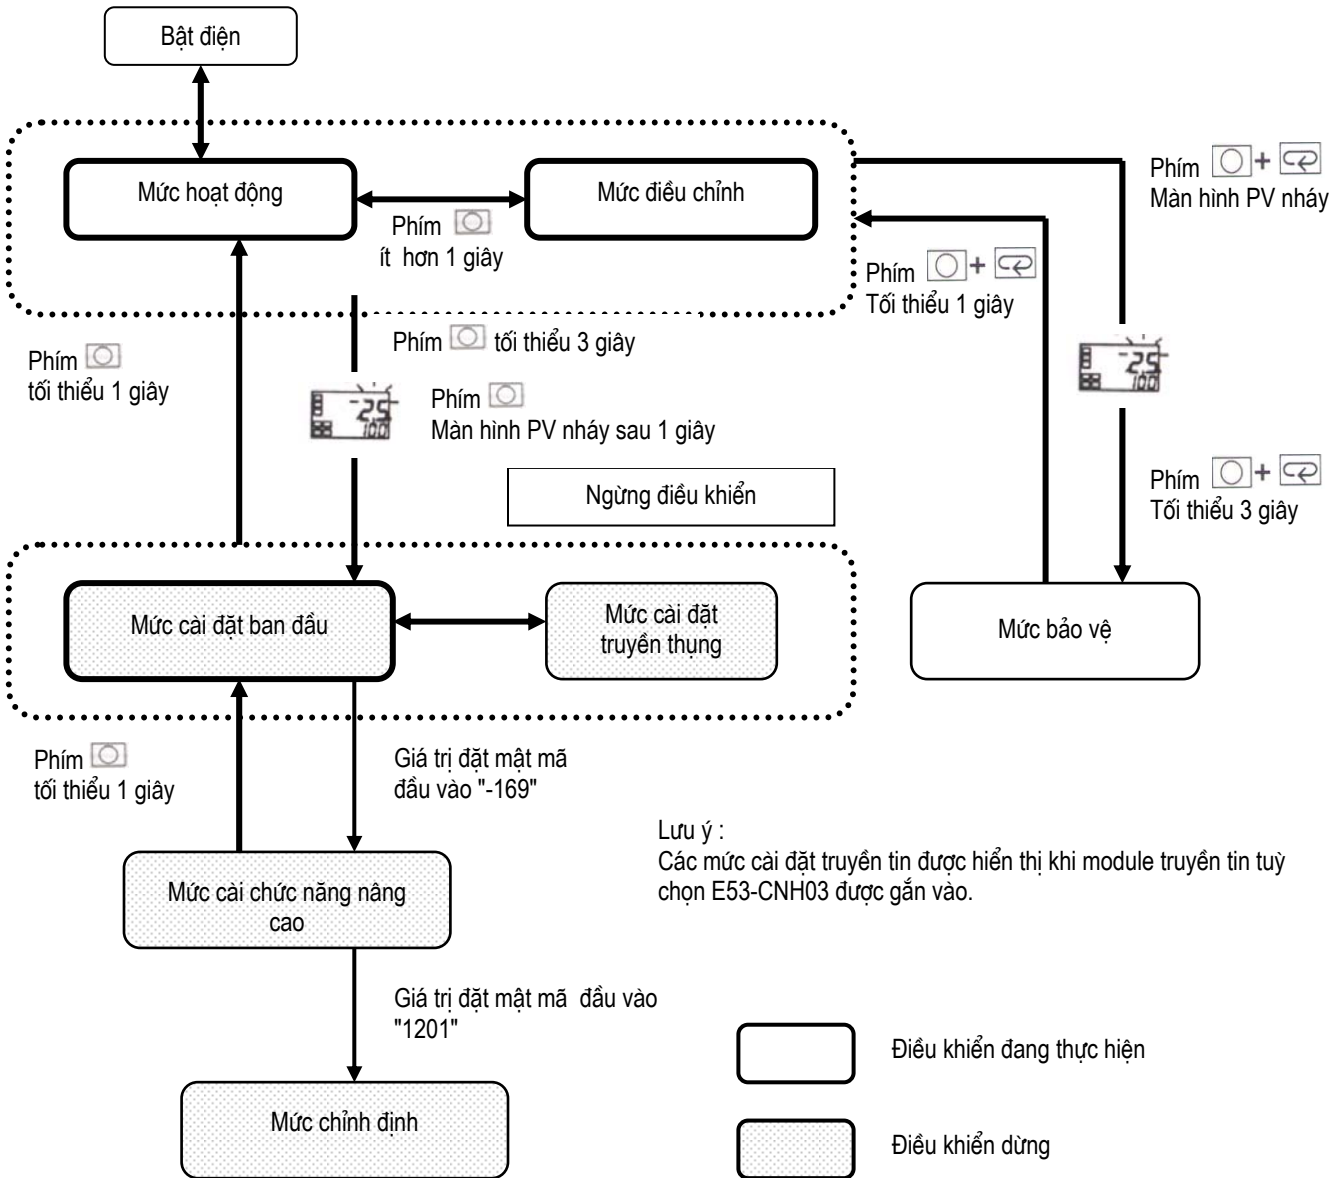 Bật điện
Mức hoạt động
Mức điều chỉnh
Phím
ít hơn 1 giây
Phím +
Màn hình PV nháy
Phím +
Tối thiểu 1 giây
Phím
tối thiểu 1 giây
Phím tối thiểu 3 giây
-25
100
Phím
Màn hình PV nháy sau 1 giây
-25
100
Ngừng điều khiển
Phím +
Tối thiểu 3 giây
Mức cài đặt ban đầu
Mức cài đặt
truyền thụng
Mức bảo vệ
Phím
tối thiểu 1 giây
Giá trị đặt mật mã
đầu vào "-169"
Lưu ý :
Các mức cài đặt truyền tin được hiển thị khi module truyền tin tuỳ
chọn E53-CNH03 được gắn vào.
Mức cài chức năng nâng
cao
Giá trị đặt mật mã đầu vào
"1201"
Điều khiển đang thực hiện
Mức chỉnh định
Điều khiển dừng